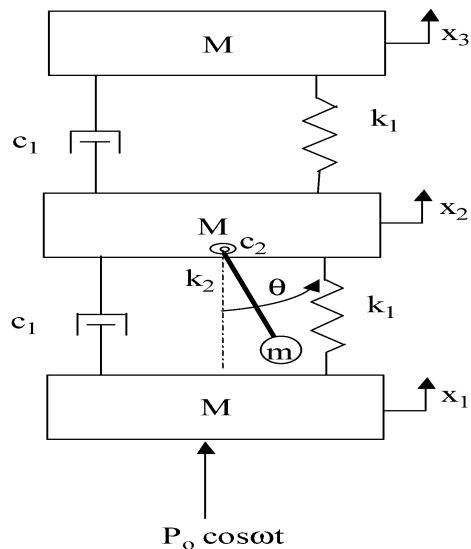 M
x₃
c₁
k₁
x₂
M
c₂
k₂
θ
c₁
k₁
m
M
x₁
Pₒ cosωt